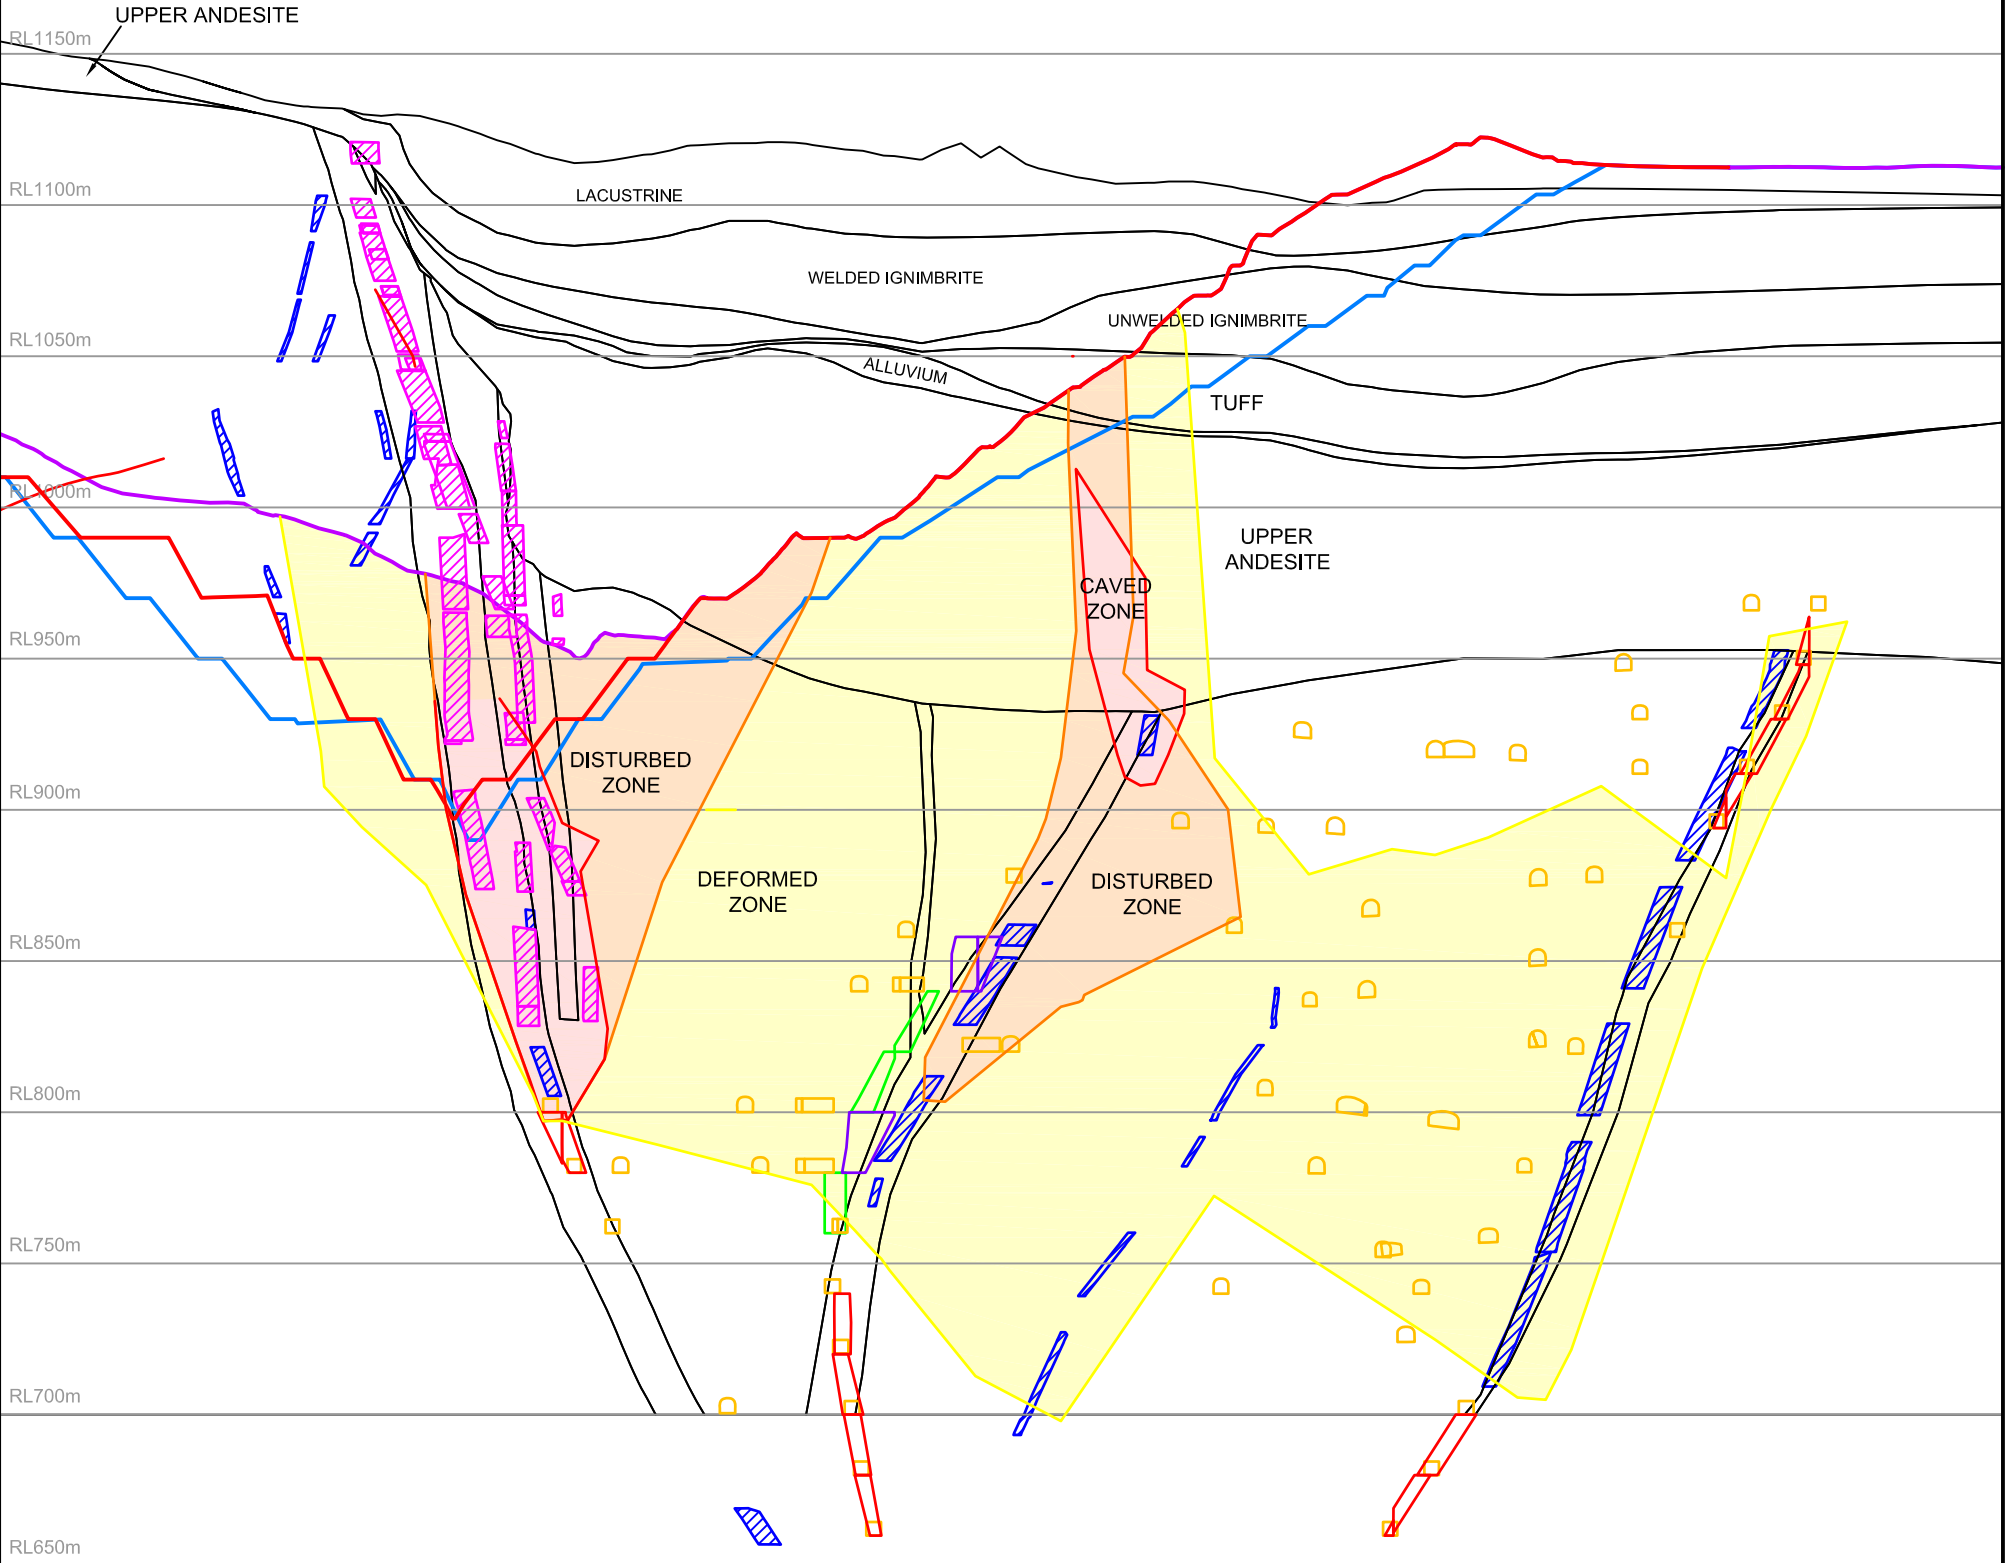 UPPER ANDESITE
RL1150m
RL1100m
LACUSTRINE
WELDED IGNIMBRITE
UNWELDED IGNIMBRITE
RL1050m
ALLUVIUM
TUFF
RL1000m
UPPER
ANDESITE
CAVED
ZONE
RL950m
DISTURBED
ZONE
RL900m
DEFORMED
ZONE
DISTURBED
ZONE
RL850m
RL800m
RL750m
RL700m
RL650m